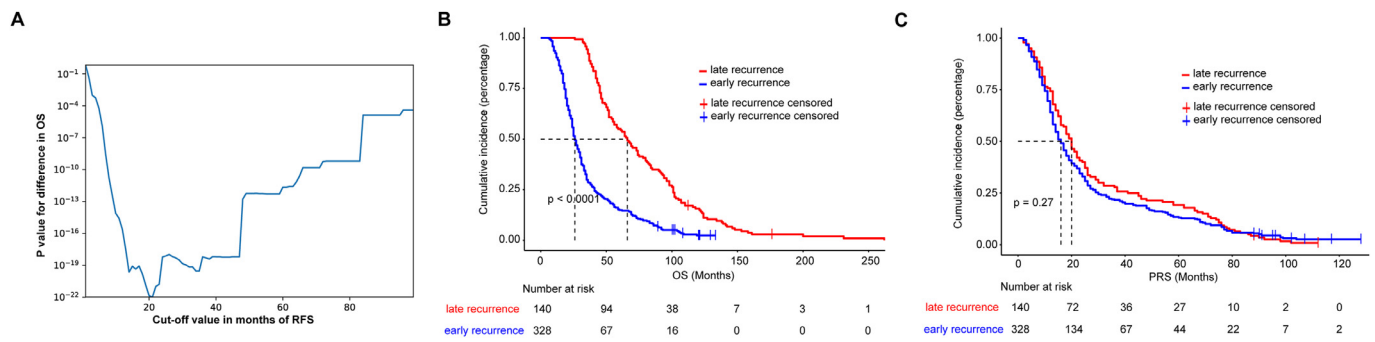 A
P value for difference in OS
10⁻¹
10⁻⁴
10⁻⁷
10⁻¹⁰
10⁻¹³
10⁻¹⁶
10⁻¹⁹
10⁻²²
20 40 60 80
Cut-off value in months of RFS
B
Cumulative incidence (percentage)
1.00
0.75
0.50
0.25
0.00
late recurrence
early recurrence
late recurrence censored
early recurrence censored
p < 0.0001
0 50 100 150 200 250
OS (Months)
Number at risk
late recurrence 140 94 38 7 3 1
early recurrence 328 67 16 0 0 0
C
Cumulative incidence (percentage)
1.00
0.75
0.50
0.25
0.00
late recurrence
early recurrence
late recurrence censored
early recurrence censored
p = 0.27
0 20 40 60 80 100 120
PRS (Months)
Number at risk
late recurrence 140 72 36 27 10 2 0
early recurrence 328 134 67 44 22 7 2